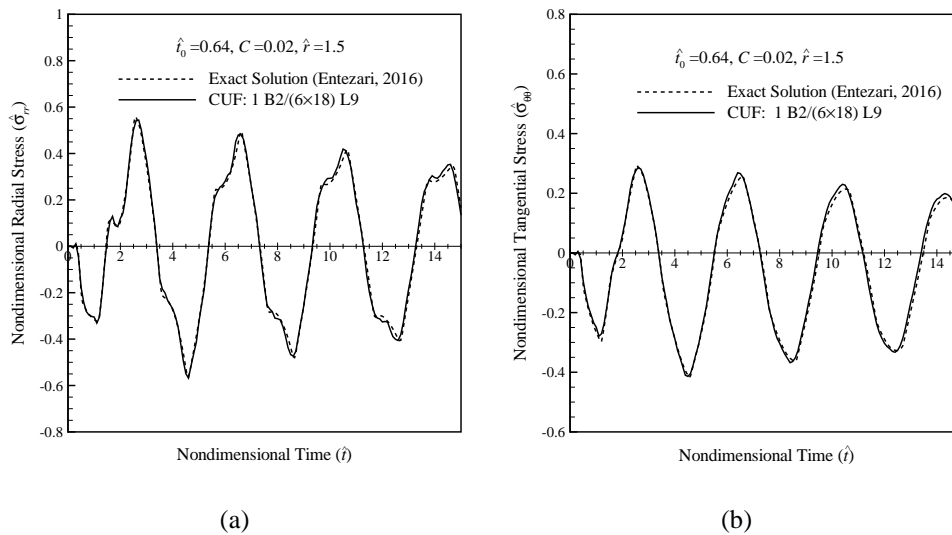 t̂₀ =0.64, C =0.02, r̂ =1.5
Exact Solution (Entezari, 2016)
CUF: 1 B2/(6×18) L9
Nondimensional Radial Stress (σ̂rr)
1
0.8
0.6
0.4
0.2
0
-0.2
-0.4
-0.6
-0.8
0 2 4 6 8 10 12 14
Nondimensional Time (t̂)
(a)
t̂₀ =0.64, C =0.02, r̂ =1.5
Exact Solution (Entezari, 2016)
CUF: 1 B2/(6×18) L9
Nondimensional Tangential Stress (σ̂θθ)
0.8
0.6
0.4
0.2
0
-0.2
-0.4
-0.6
0 2 4 6 8 10 12 14
Nondimensional Time (t̂)
(b)